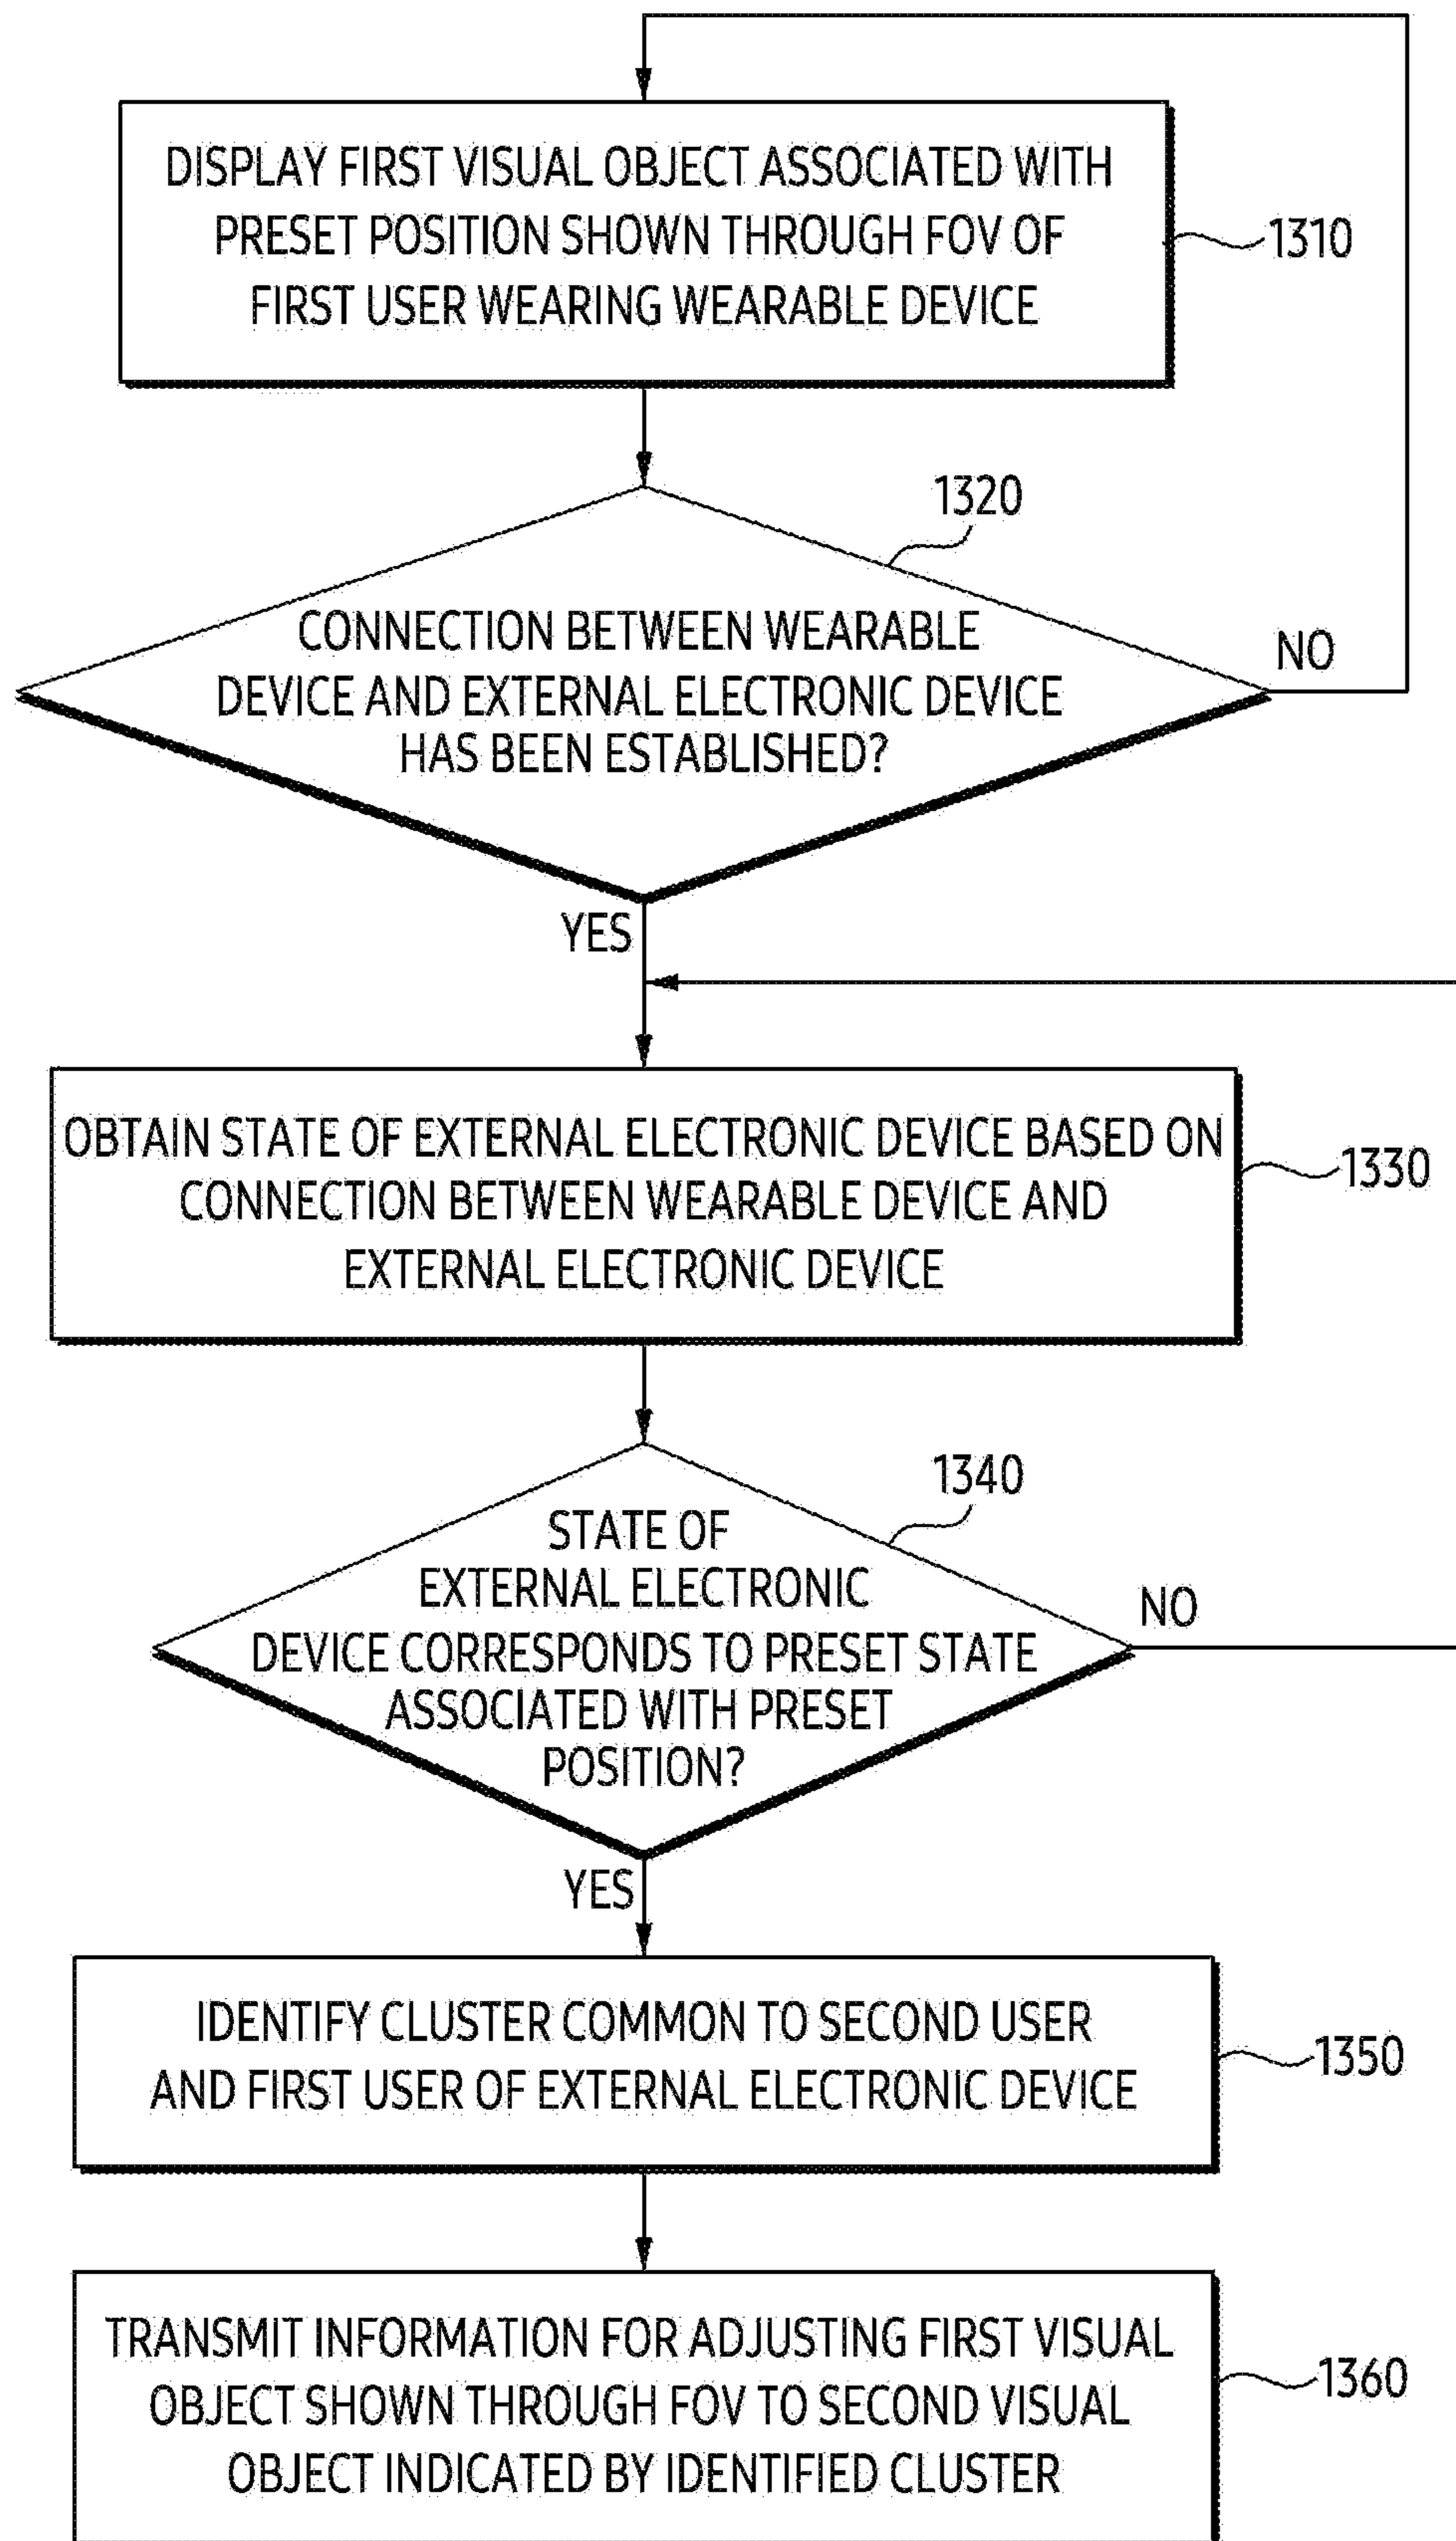 DISPLAY FIRST VISUAL OBJECT ASSOCIATED WITH
PRESET POSITION SHOWN THROUGH FOV OF
FIRST USER WEARING WEARABLE DEVICE
1310
1320
CONNECTION BETWEEN WEARABLE
DEVICE AND EXTERNAL ELECTRONIC DEVICE
HAS BEEN ESTABLISHED?
NO
YES
OBTAIN STATE OF EXTERNAL ELECTRONIC DEVICE BASED ON
CONNECTION BETWEEN WEARABLE DEVICE AND
EXTERNAL ELECTRONIC DEVICE
1330
1340
STATE OF
EXTERNAL ELECTRONIC
DEVICE CORRESPONDS TO PRESET STATE
ASSOCIATED WITH PRESET
POSITION?
NO
YES
IDENTIFY CLUSTER COMMON TO SECOND USER
AND FIRST USER OF EXTERNAL ELECTRONIC DEVICE
1350
TRANSMIT INFORMATION FOR ADJUSTING FIRST VISUAL
OBJECT SHOWN THROUGH FOV TO SECOND VISUAL
OBJECT INDICATED BY IDENTIFIED CLUSTER
1360